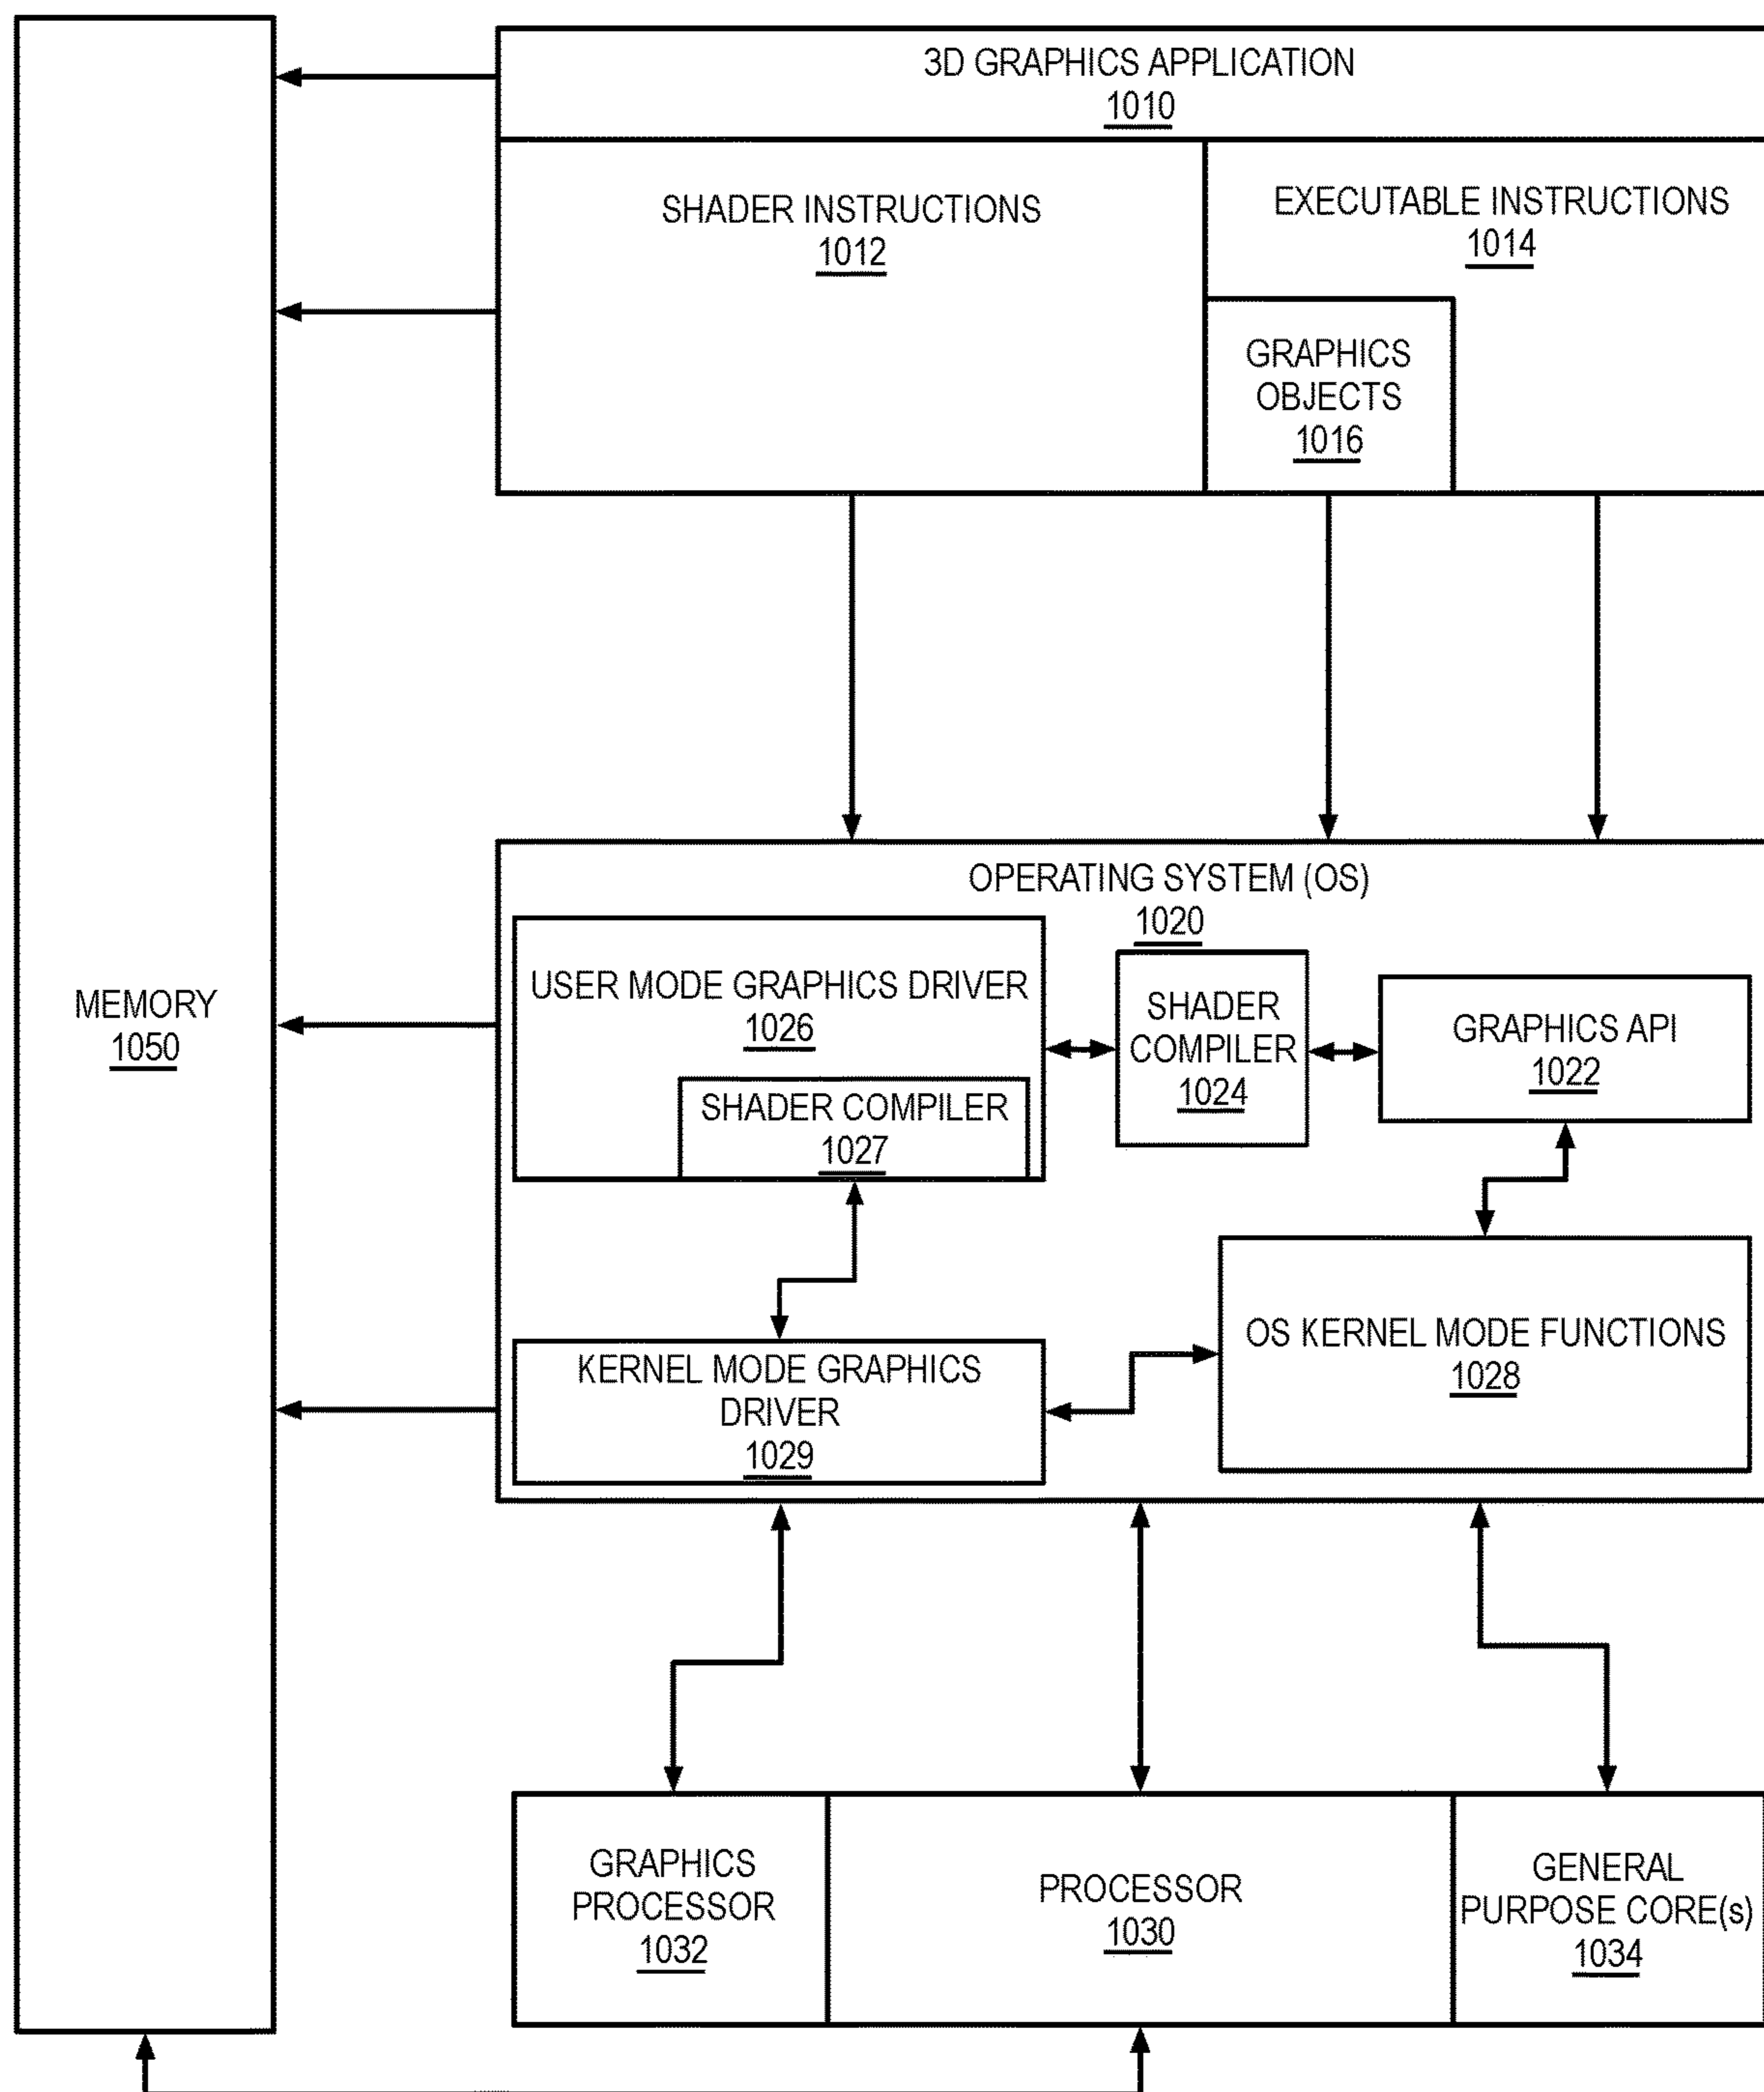 3D GRAPHICS APPLICATION
1010
SHADER INSTRUCTIONS
1012
EXECUTABLE INSTRUCTIONS
1014
GRAPHICS
OBJECTS
1016
OPERATING SYSTEM (OS)
1020
USER MODE GRAPHICS DRIVER
1026
SHADER COMPILER
1027
SHADER
COMPILER
1024
GRAPHICS API
1022
MEMORY
1050
OS KERNEL MODE FUNCTIONS
1028
KERNEL MODE GRAPHICS
DRIVER
1029
GRAPHICS
PROCESSOR
1032
PROCESSOR
1030
GENERAL
PURPOSE CORE(s)
1034